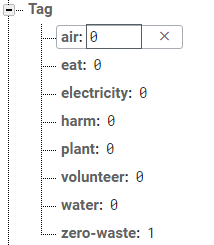 Tag
air: 0
eat: 0
electricity: 0
harm: 0
plant: 0
volunteer: 0
water: 0
zero-waste: 1